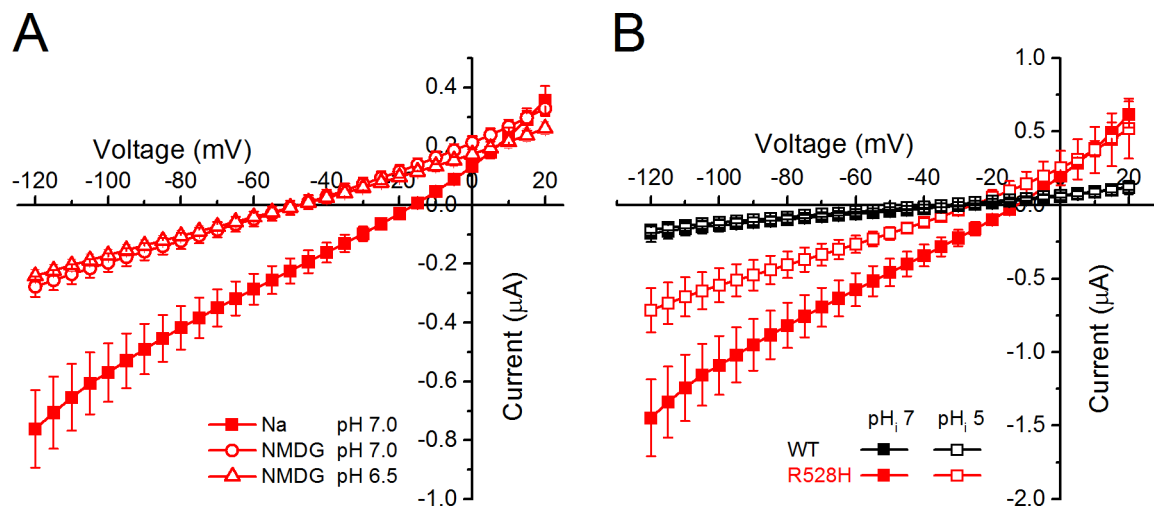 A
Voltage (mV)
-120 -100 -80 -60 -40 -20 0 20
0.4
0.2
0.0
-0.2
-0.4
-0.6
-0.8
-1.0
Current (μA)
Na pH 7.0
NMDG pH 7.0
NMDG pH 6.5
B
Voltage (mV)
-120 -100 -80 -60 -40 -20 0 20
1.0
0.5
0.0
-0.5
-1.0
-1.5
-2.0
Current (μA)
pHi 7 pHi 5
WT
R528H